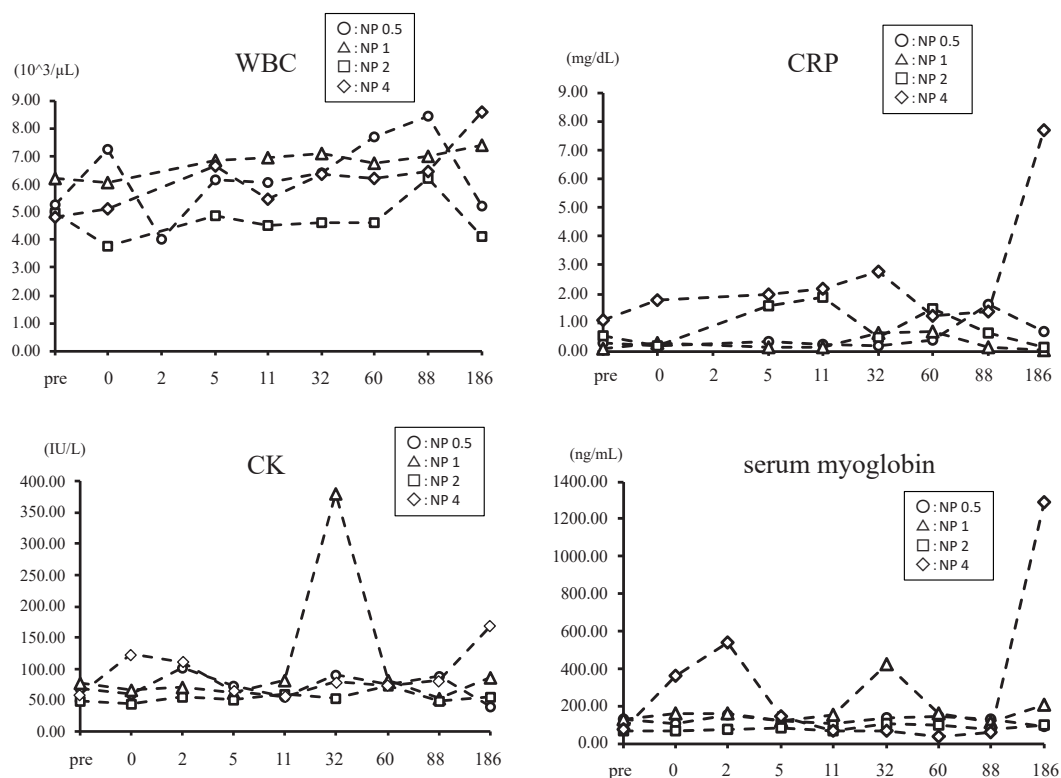 WBC
(10^3/μL)
○ : NP 0.5
△ : NP 1
□ : NP 2
◇ : NP 4
9.00
8.00
7.00
6.00
5.00
4.00
3.00
2.00
1.00
0.00
pre 0 2 5 11 32 60 88 186
CRP
(mg/dL)
○ : NP 0.5
△ : NP 1
□ : NP 2
◇ : NP 4
9.00
8.00
7.00
6.00
5.00
4.00
3.00
2.00
1.00
0.00
pre 0 2 5 11 32 60 88 186
CK
(IU/L)
○ : NP 0.5
△ : NP 1
□ : NP 2
◇ : NP 4
400.00
350.00
300.00
250.00
200.00
150.00
100.00
50.00
0.00
pre 0 2 5 11 32 60 88 186
serum myoglobin
(ng/mL)
○ : NP 0.5
△ : NP 1
□ : NP 2
◇ : NP 4
1400.00
1200.00
1000.00
800.00
600.00
400.00
200.00
0.00
pre 0 2 5 11 32 60 88 186